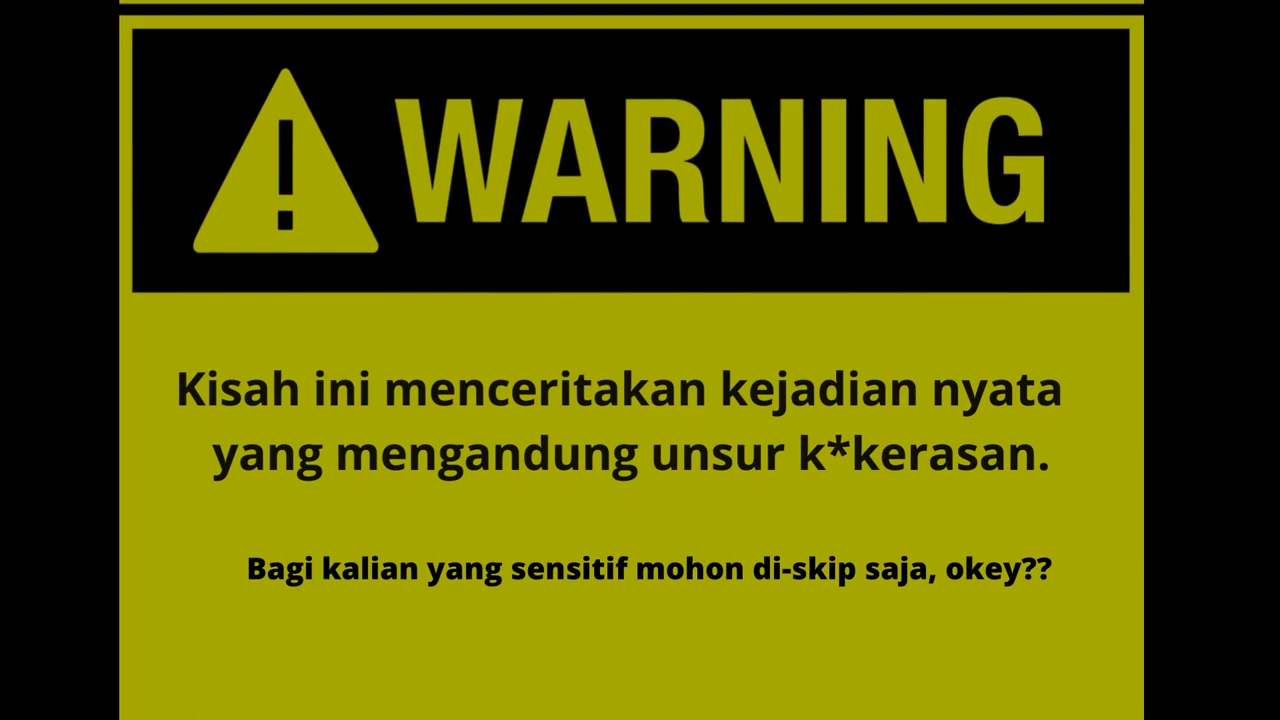 WARNING
Kisah ini menceritakan kejadian nyata
yang mengandung unsur k*kerasan.
Bagi kalian yang sensitif mohon di-skip saja, okey??